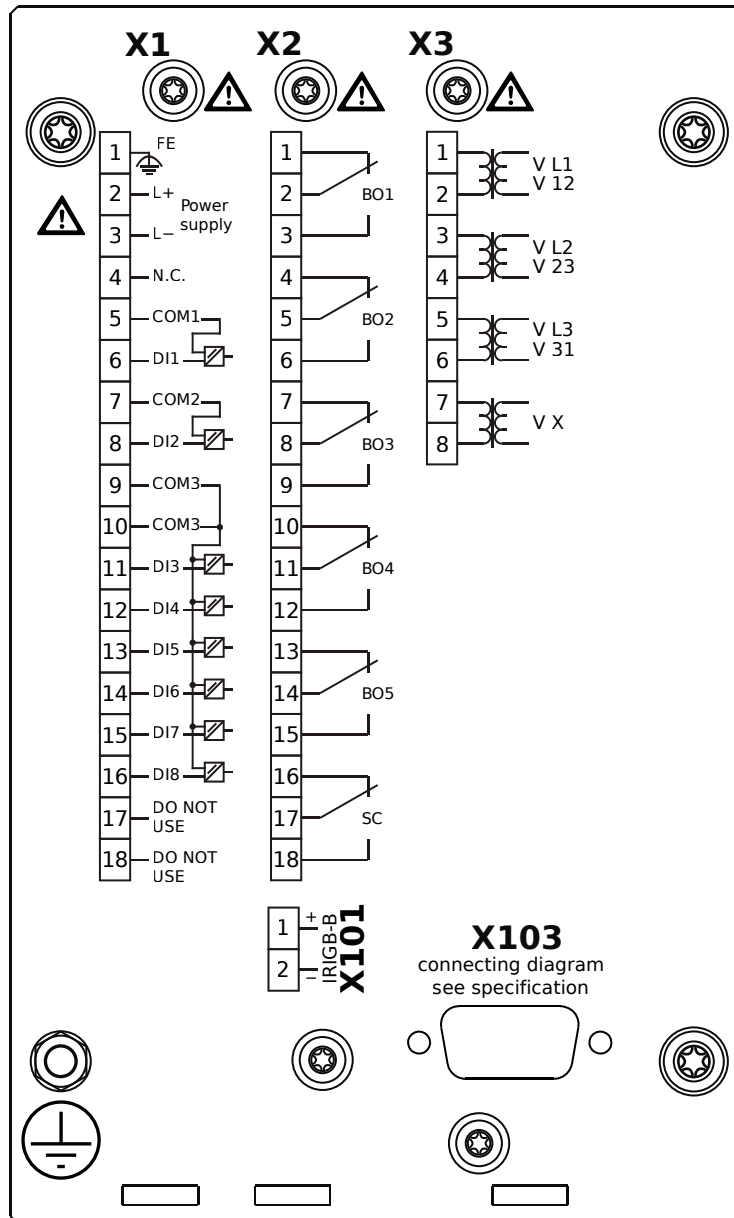 X1 X2 X3
1 FE
2 L+ Power
supply
3 L−
4 N.C.
5 COM1
6 DI1
7 COM2
8 DI2
9 COM3
10 COM3
11 DI3
12 DI4
13 DI5
14 DI6
15 DI7
16 DI8
17 DO NOT
USE
18 DO NOT
USE
1
2 BO1
3
4
5 BO2
6
7
8 BO3
9
10
11 BO4
12
13
14 BO5
15
16
17 SC
18
1 V L1
2 V 12
3 V L2
4 V 23
5 V L3
6 V 31
7 V X
8
1 +
2 −
IRIGB-B
X101
X103
connecting diagram
see specification